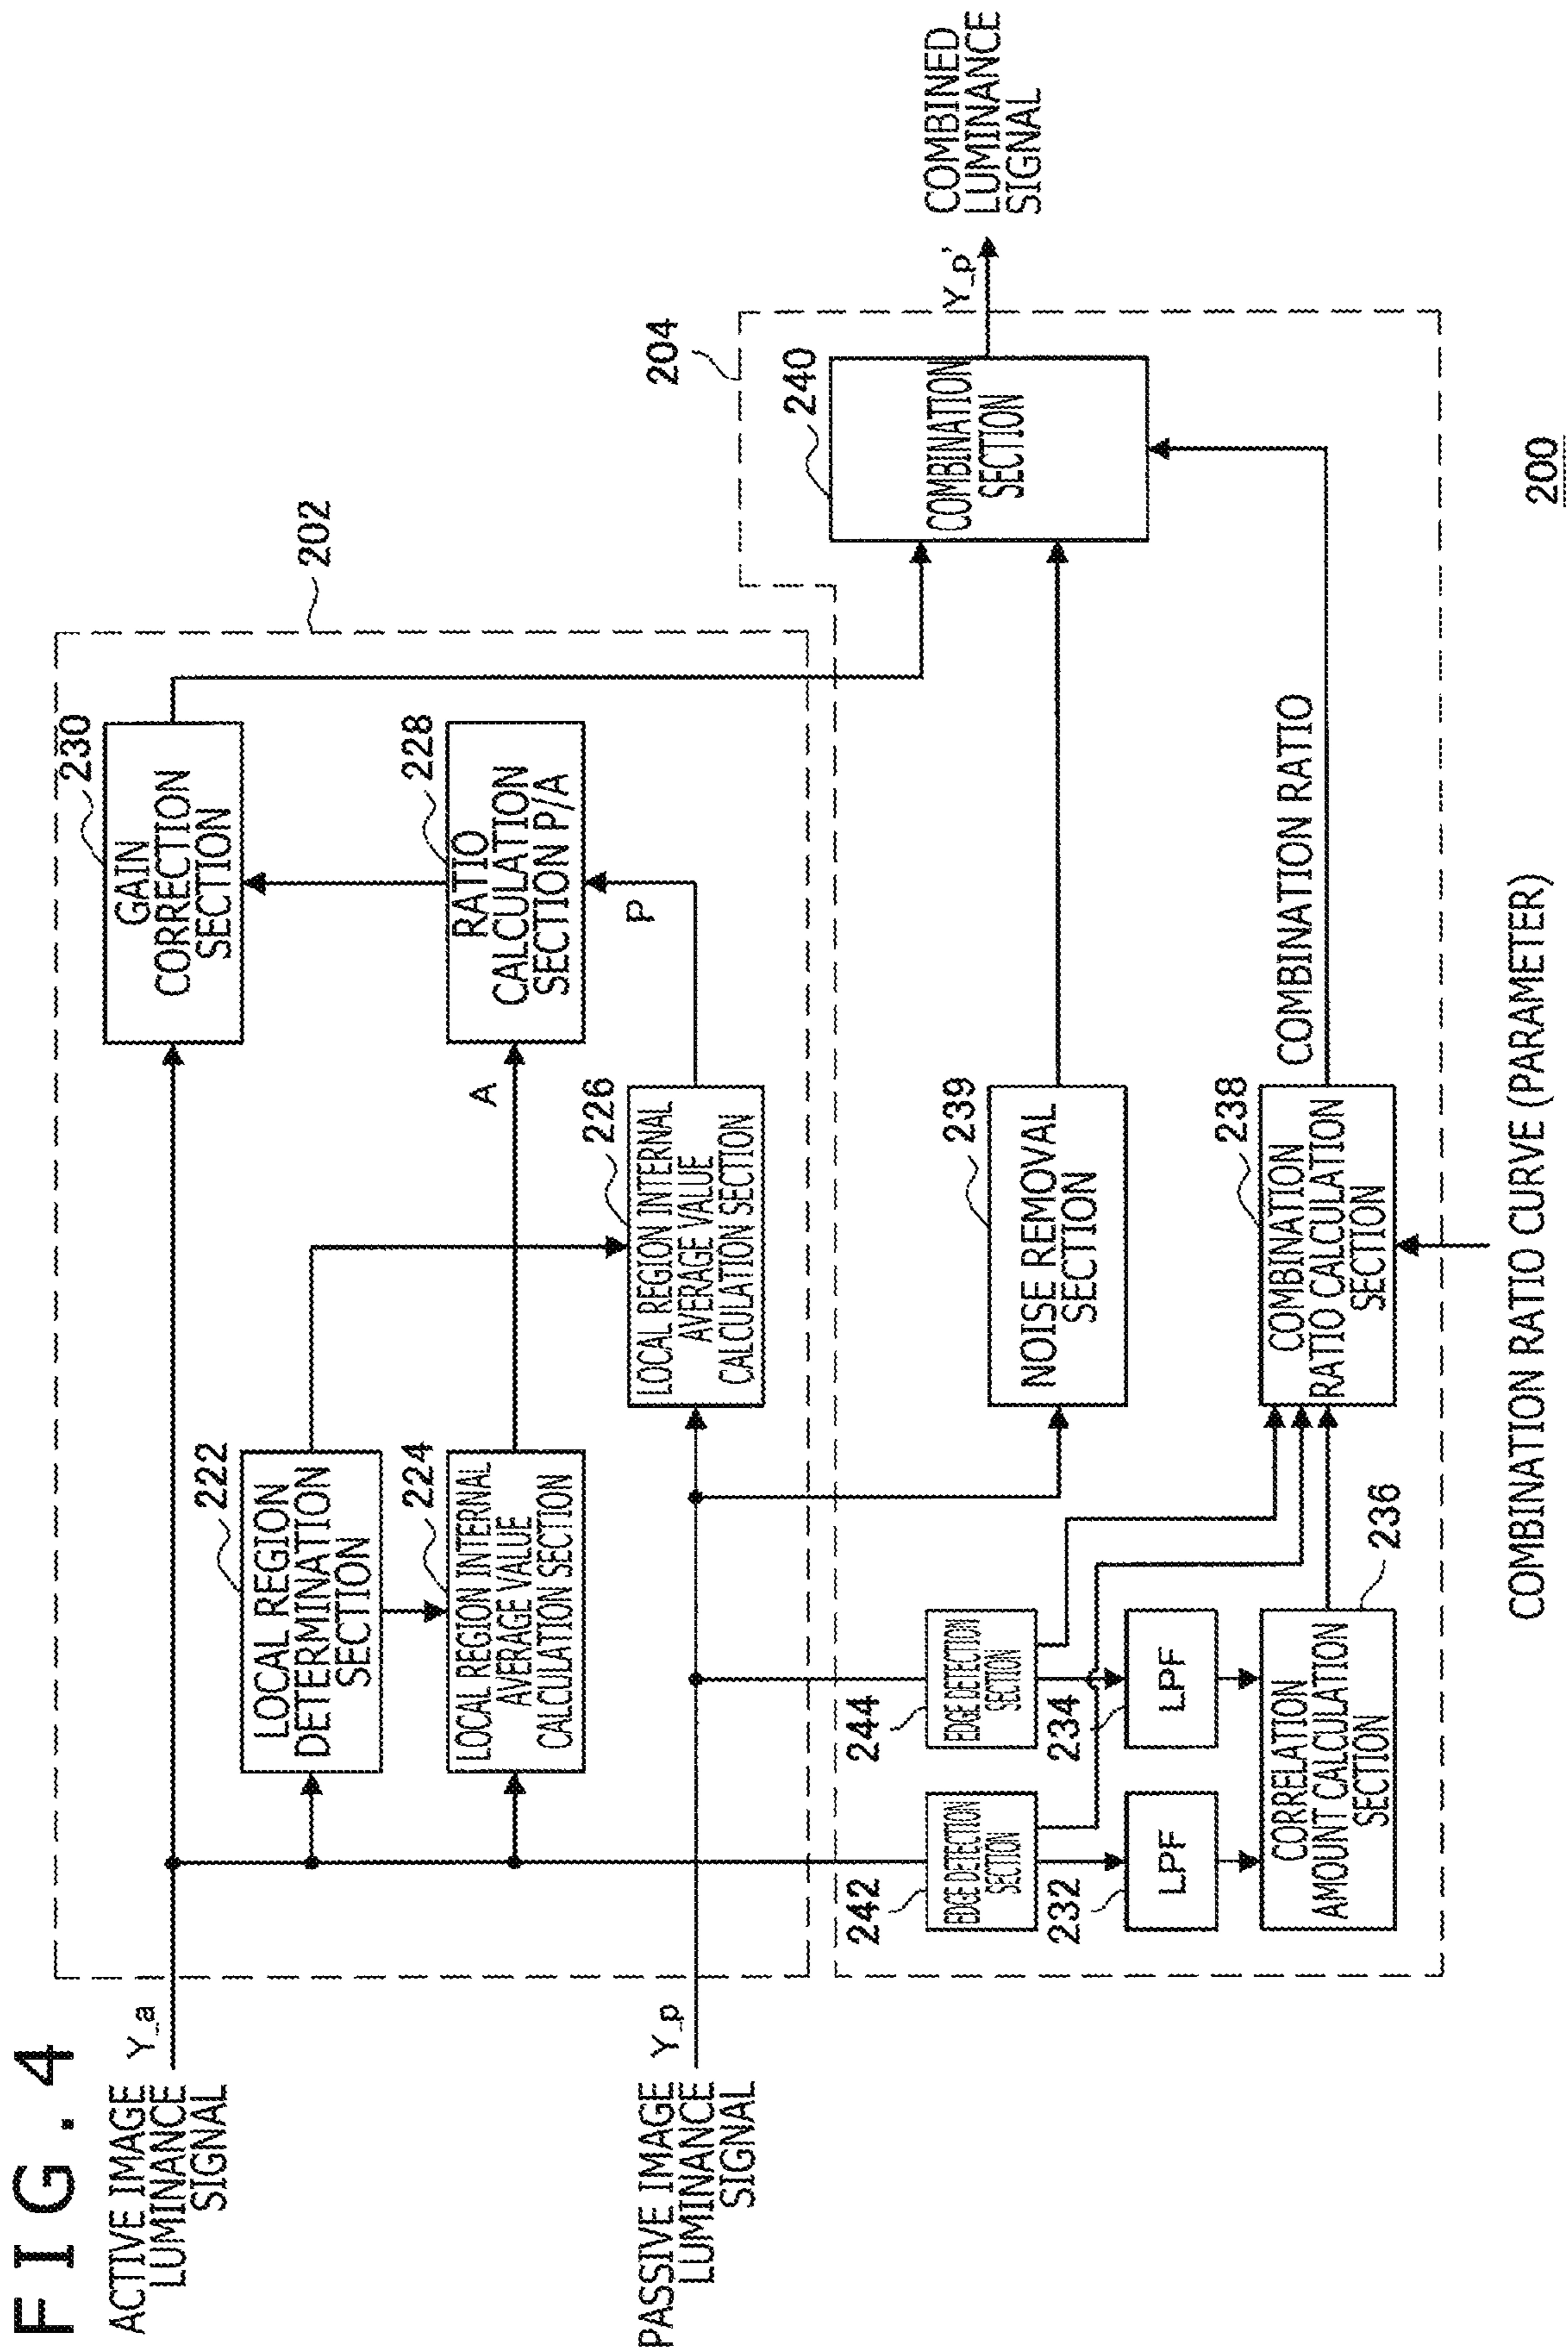 FIG. 4
ACTIVE IMAGE
LUMINANCE
SIGNAL
Y_a
PASSIVE IMAGE
LUMINANCE
SIGNAL
Y_p
202
222
LOCAL REGION
DETERMINATION
SECTION
224
LOCAL REGION INTERNAL
AVERAGE VALUE
CALCULATION SECTION
226
LOCAL REGION INTERNAL
AVERAGE VALUE
CALCULATION SECTION
A
P
228
RATIO
CALCULATION
SECTION P/A
230
GAIN
CORRECTION
SECTION
204
242
EDGE DETECTION
SECTION
244
EDGE DETECTION
SECTION
232
LPF
234
LPF
236
CORRELATION
AMOUNT CALCULATION
SECTION
239
NOISE REMOVAL
SECTION
238
COMBINATION
RATIO CALCULATION
SECTION
COMBINATION RATIO
240
COMBINATION
SECTION
Y_p'
COMBINED
LUMINANCE
SIGNAL
COMBINATION RATIO CURVE (PARAMETER)
200